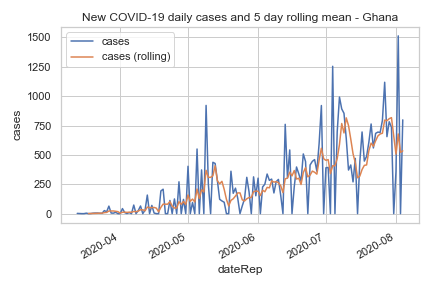 New COVID-19 daily cases and 5 day rolling mean - Ghana
cases
cases (rolling)
1500
1250
1000
750
500
250
0
cases
2020-04
2020-05
2020-06
2020-07
2020-08
dateRep